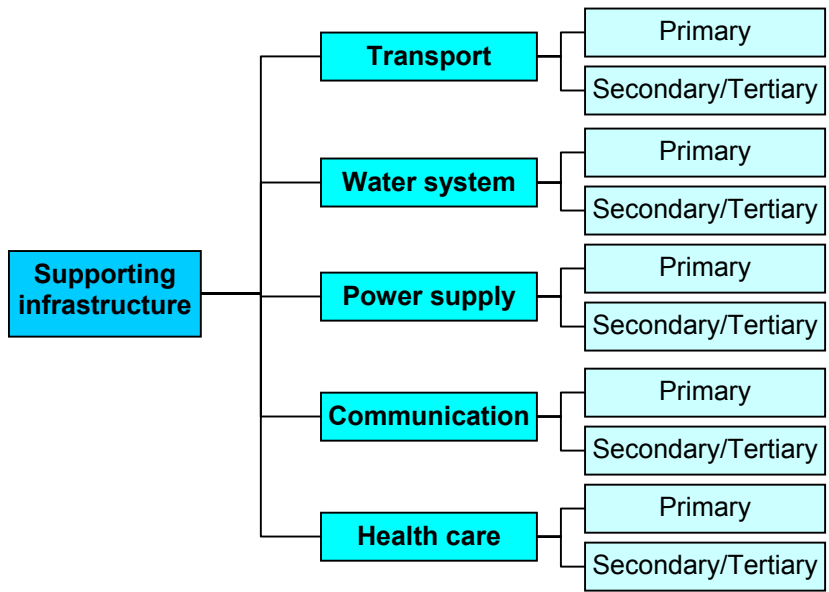 Supporting
infrastructure
Transport
Primary
Secondary/Tertiary
Water system
Primary
Secondary/Tertiary
Power supply
Primary
Secondary/Tertiary
Communication
Primary
Secondary/Tertiary
Health care
Primary
Secondary/Tertiary